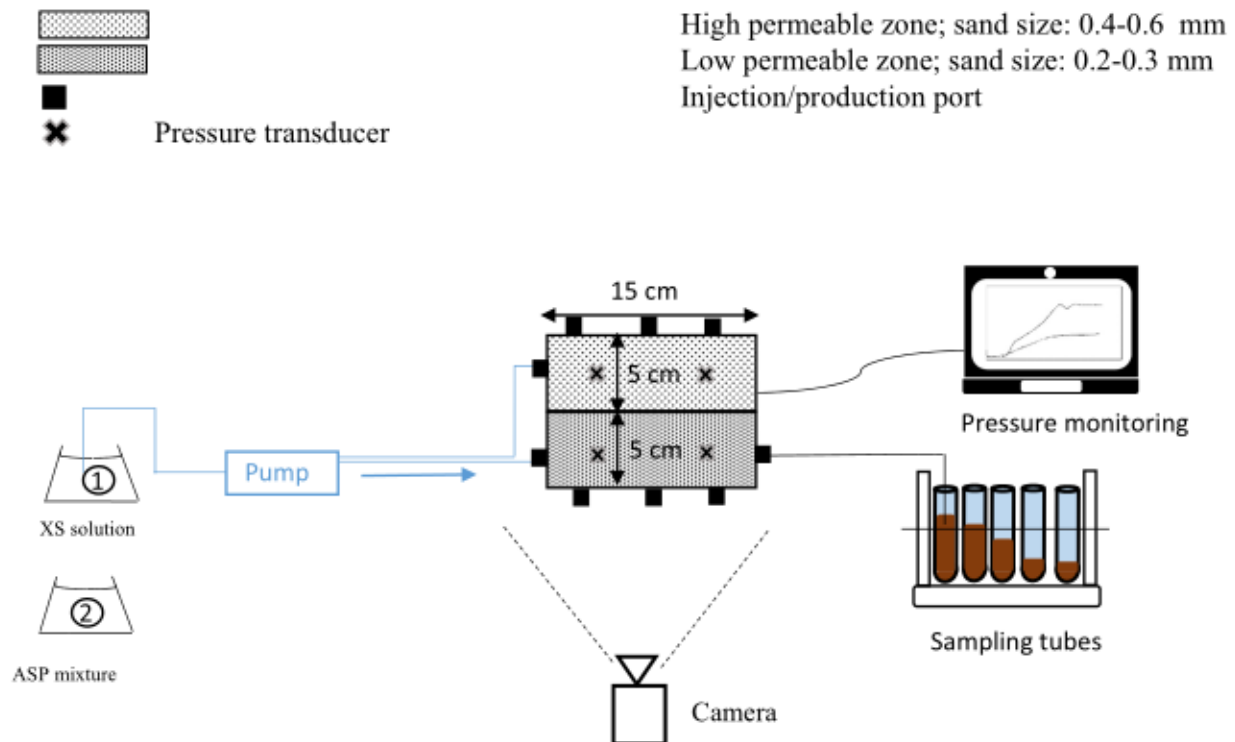 High permeable zone; sand size: 0.4-0.6 mm
Low permeable zone; sand size: 0.2-0.3 mm
Injection/production port
Pressure transducer
15 cm
5 cm
5 cm
Pressure monitoring
Pump
1
XS solution
2
ASP mixture
Sampling tubes
Camera